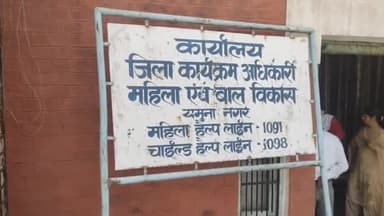 कार्यालय
जिला कार्यक्रम अधिकारी
महिला एवं बाल विकास
यमुना नगर
महिला हैल्प लाईन - 1091
चाईल्ड हैल्प लाईन - 1098